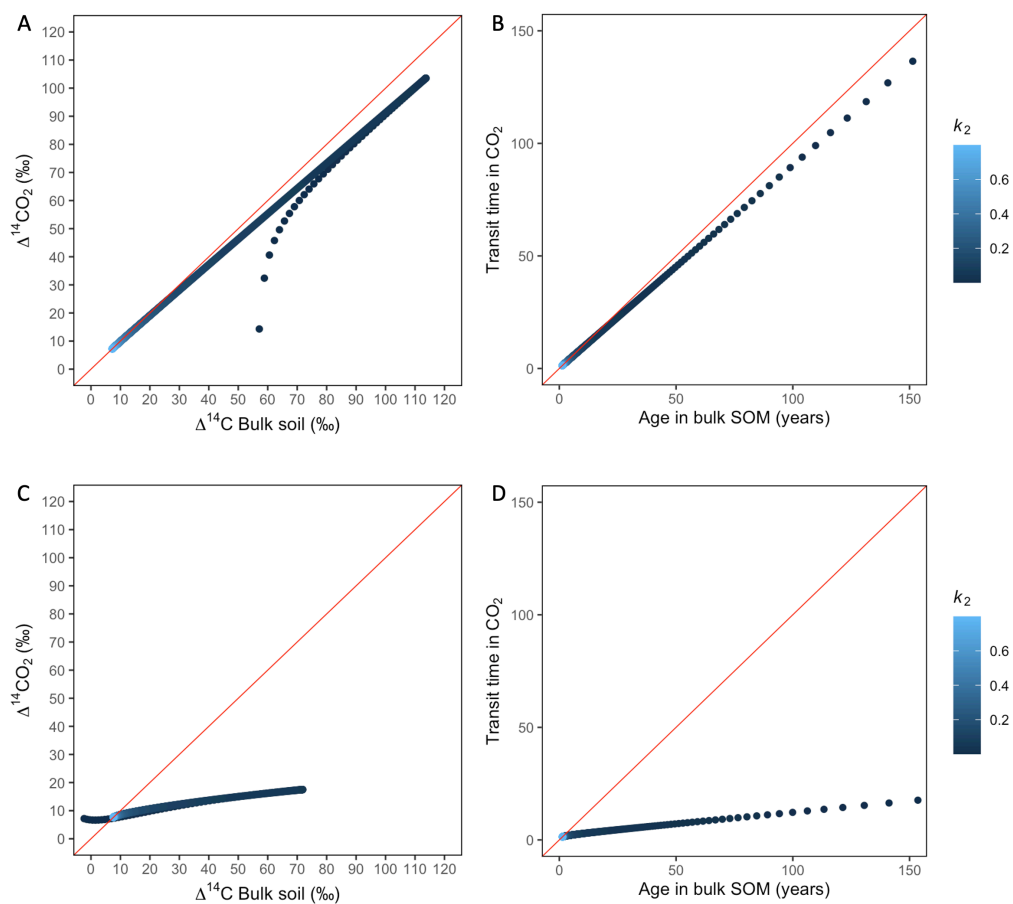 A
120
110
100
90
80
70
60
50
40
30
20
10
0
Δ¹⁴CO₂ (‰)
0 10 20 30 40 50 60 70 80 90 100 110 120
Δ¹⁴C Bulk soil (‰)
B
150
100
50
0
Transit time in CO₂
0 50 100 150
Age in bulk SOM (years)
k₂
0.6
0.4
0.2
C
120
110
100
90
80
70
60
50
40
30
20
10
0
Δ¹⁴CO₂ (‰)
0 10 20 30 40 50 60 70 80 90 100 110 120
Δ¹⁴C Bulk soil (‰)
D
150
100
50
0
Transit time in CO₂
0 50 100 150
Age in bulk SOM (years)
k₂
0.6
0.4
0.2